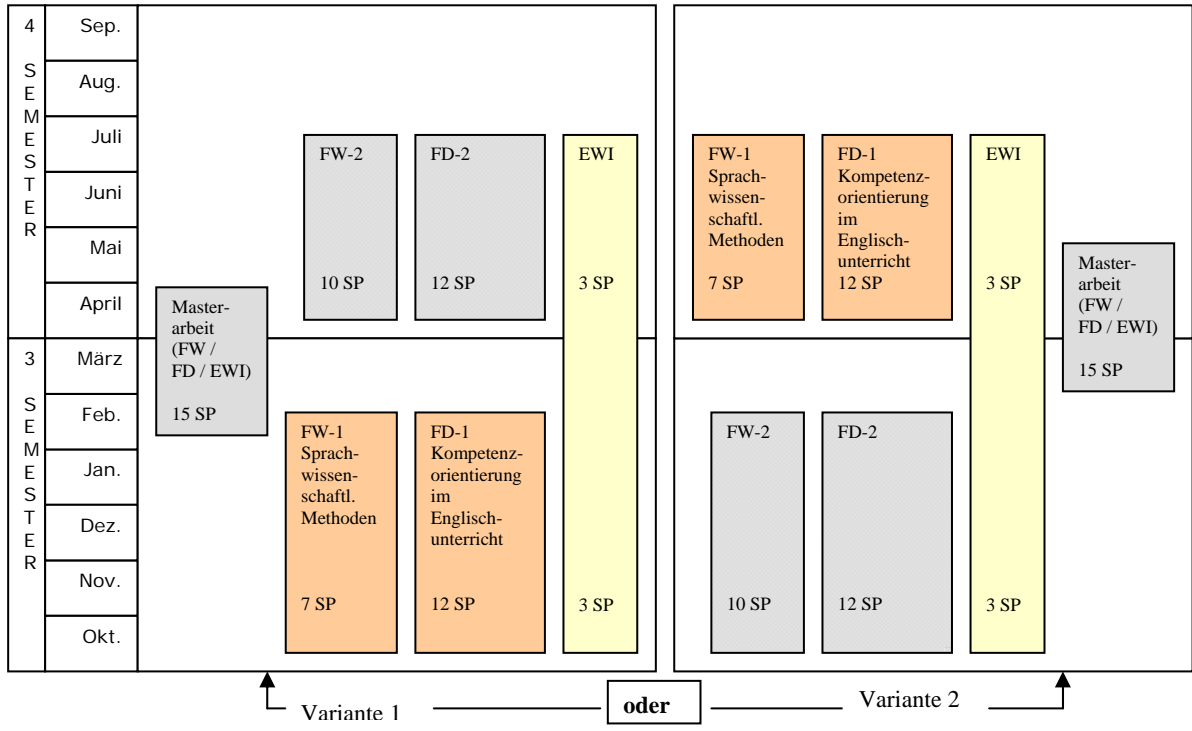 4
SEMESTER
Sep.
Aug.
Juli
Juni
Mai
April
3
SEMESTER
März
Feb.
Jan.
Dez.
Nov.
Okt.
Master-
arbeit
(FW /
FD / EWI)
15 SP
FW-2
10 SP
FD-2
12 SP
EWI
3 SP
3 SP
FW-1
Sprach-
wissen-
schaftl.
Methoden
7 SP
FD-1
Kompetenz-
orientierung
im
Englisch-
unterricht
12 SP
FW-1
Sprach-
wissen-
schaftl.
Methoden
7 SP
FD-1
Kompetenz-
orientierung
im
Englisch-
unterricht
12 SP
EWI
3 SP
3 SP
Master-
arbeit
(FW /
FD / EWI)
15 SP
FW-2
10 SP
FD-2
12 SP
Variante 1
oder
Variante 2